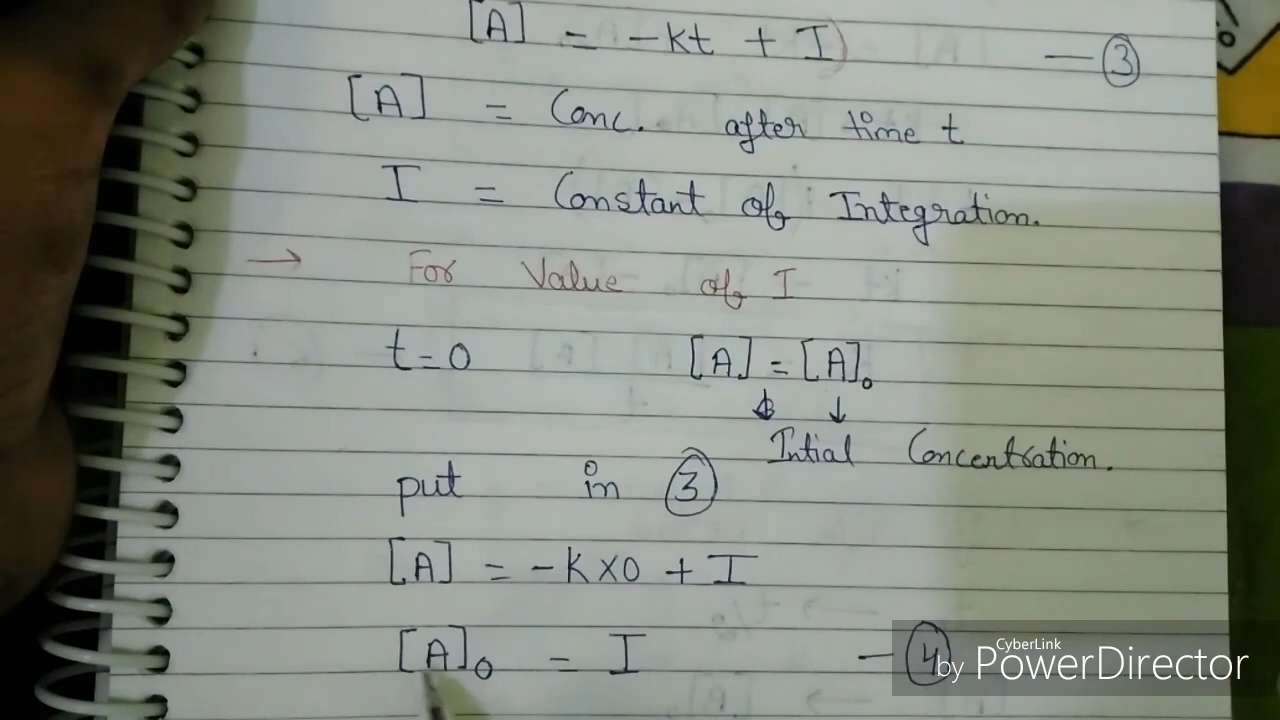 [A] = -kt + I — ③
[A] = Conc. after time t
I = Constant of Integration.
→ For Value of I
t=0 [A] = [A]₀
↓ ↓
Intial Concentration.
put in ③
[A] = -K×0 + I
[A]₀ = I — ④
CyberLink
by PowerDirector